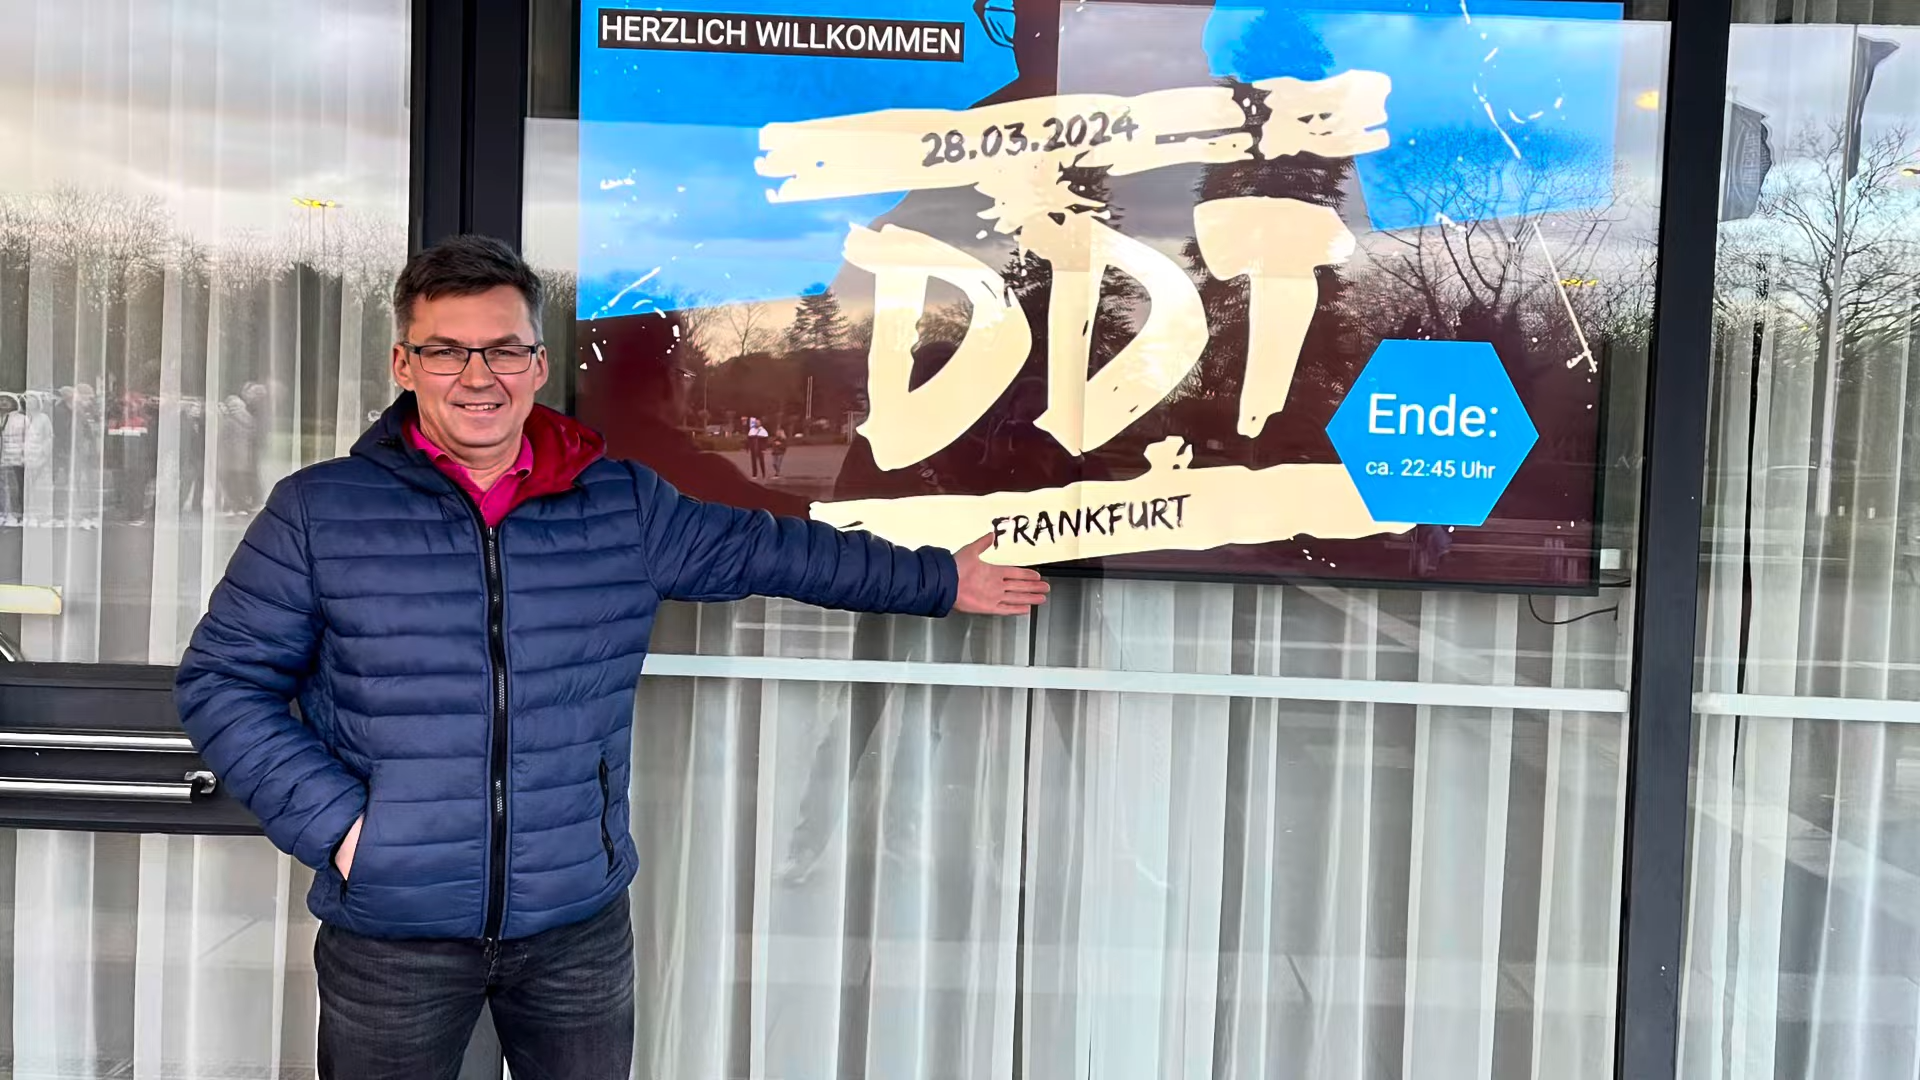 HERZLICH WILLKOMMEN
28.03.2024
DDT
FRANKFURT
Ende:
ca. 22:45 Uhr